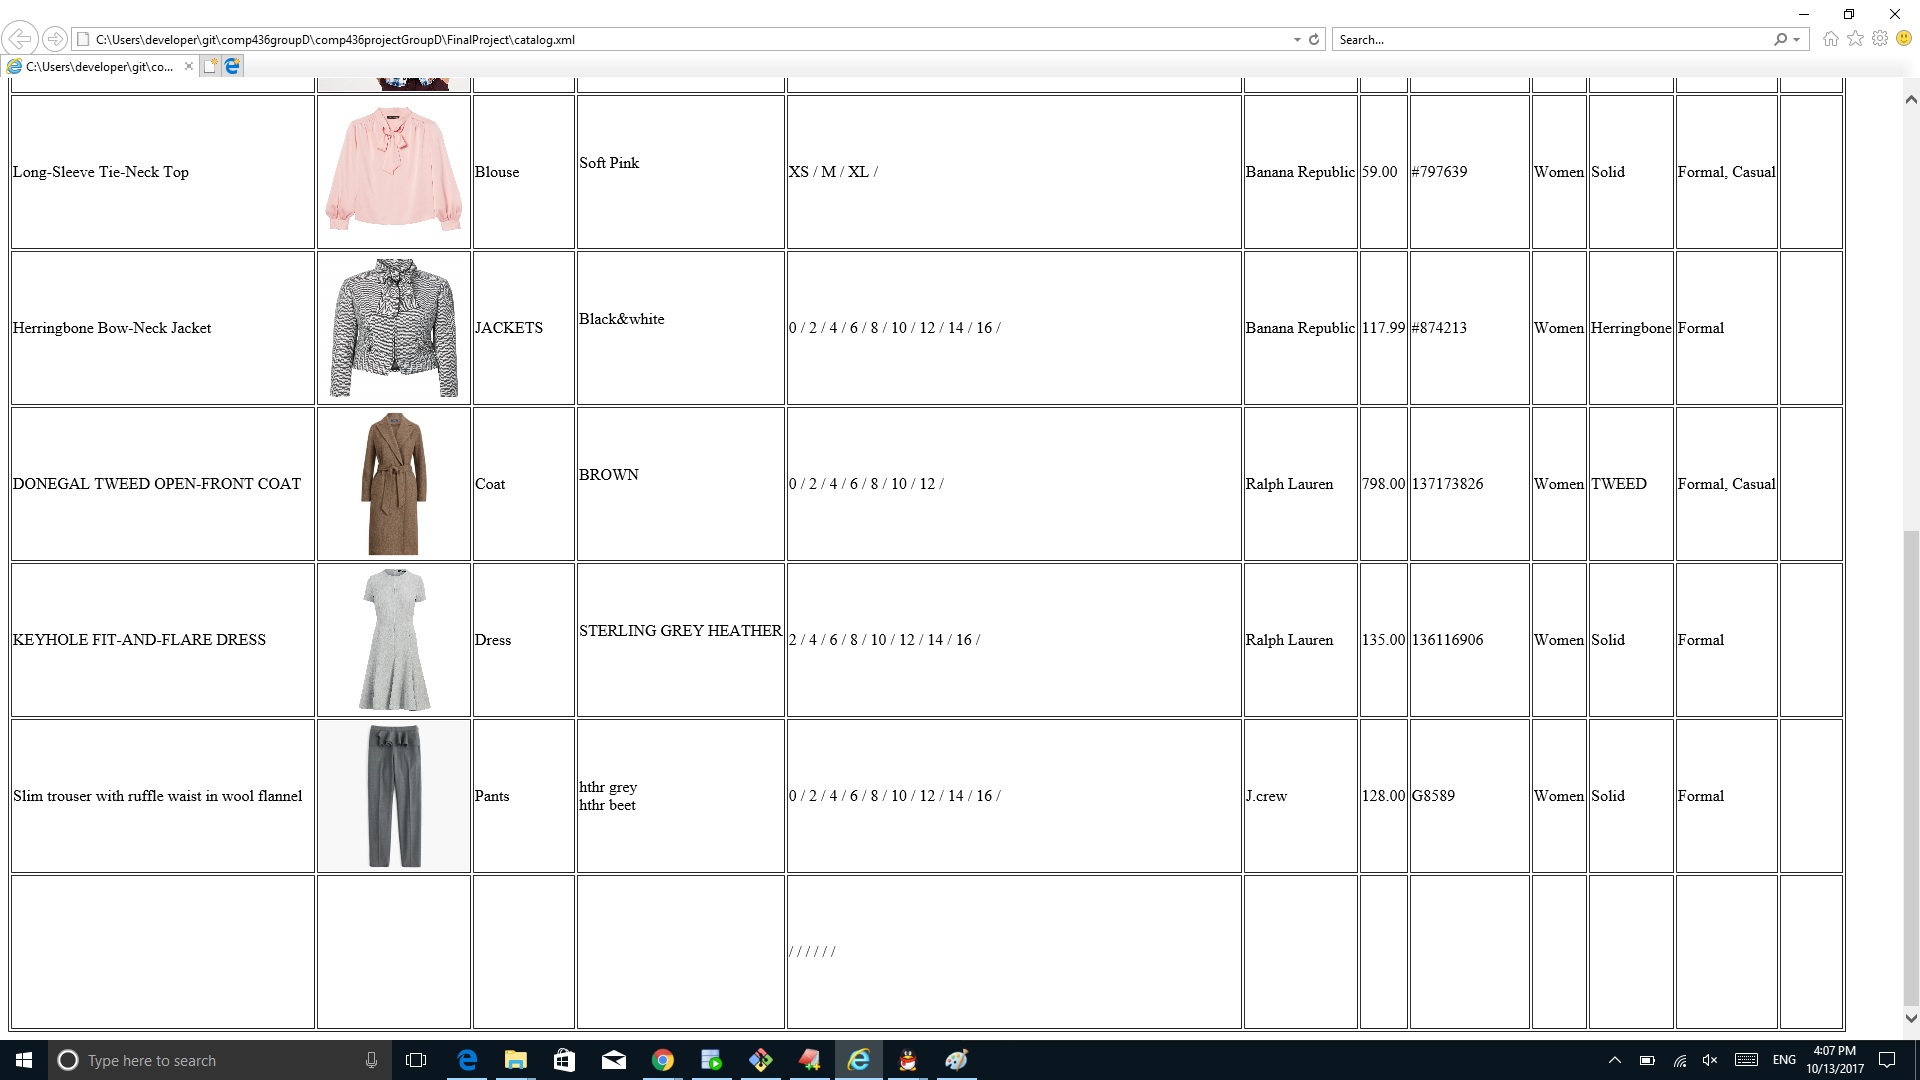 C:\Users\developer\git\comp436groupD\comp436projectGroupD\FinalProject\catalog.xml
Search...
C:\Users\developer\git\co...
Long-Sleeve Tie-Neck Top
Blouse
Soft Pink
XS / M / XL /
Banana Republic
59.00
#797639
Women
Solid
Formal, Casual
Herringbone Bow-Neck Jacket
JACKETS
Black&white
0 / 2 / 4 / 6 / 8 / 10 / 12 / 14 / 16 /
Banana Republic
117.99
#874213
Women
Herringbone
Formal
DONEGAL TWEED OPEN-FRONT COAT
Coat
BROWN
0 / 2 / 4 / 6 / 8 / 10 / 12 /
Ralph Lauren
798.00
137173826
Women
TWEED
Formal, Casual
KEYHOLE FIT-AND-FLARE DRESS
Dress
STERLING GREY HEATHER
2 / 4 / 6 / 8 / 10 / 12 / 14 / 16 /
Ralph Lauren
135.00
136116906
Women
Solid
Formal
Slim trouser with ruffle waist in wool flannel
Pants
hthr grey
hthr beet
0 / 2 / 4 / 6 / 8 / 10 / 12 / 14 / 16 /
J.crew
128.00
G8589
Women
Solid
Formal
/ / / / / /
Type here to search
ENG
4:07 PM
10/13/2017